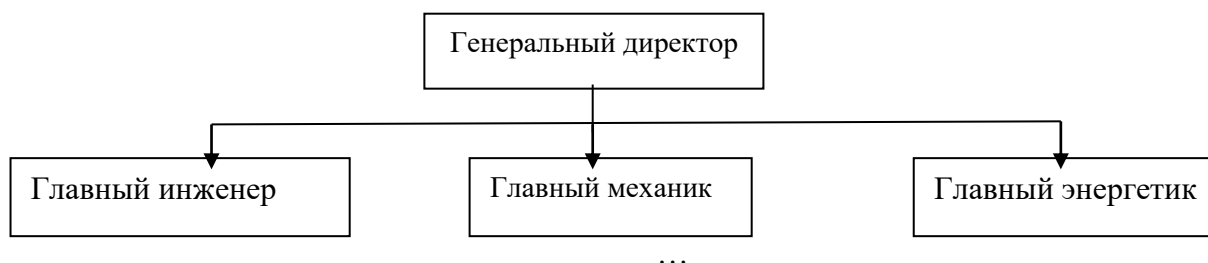 Генеральный директор
Главный инженер
Главный механик
Главный энергетик
...